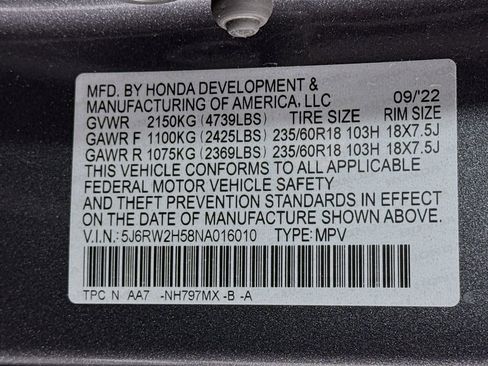 MFD. BY HONDA DEVELOPMENT &
MANUFACTURING OF AMERICA, LLC 09/'22
GVWR 2150KG (4739LBS) TIRE SIZE RIM SIZE
GAWR F 1100KG (2425LBS) 235/60R18 103H 18X7.5J
GAWR R 1075KG (2369LBS) 235/60R18 103H 18X7.5J
THIS VEHICLE CONFORMS TO ALL APPLICABLE
FEDERAL MOTOR VEHICLE SAFETY
AND THEFT PREVENTION STANDARDS IN EFFECT
ON THE DATE OF MANUFACTURE SHOWN ABOVE.
V.I.N.: 5J6RW2H58NA016010 TYPE: MPV
TPC N AA7 -NH797MX -B -A